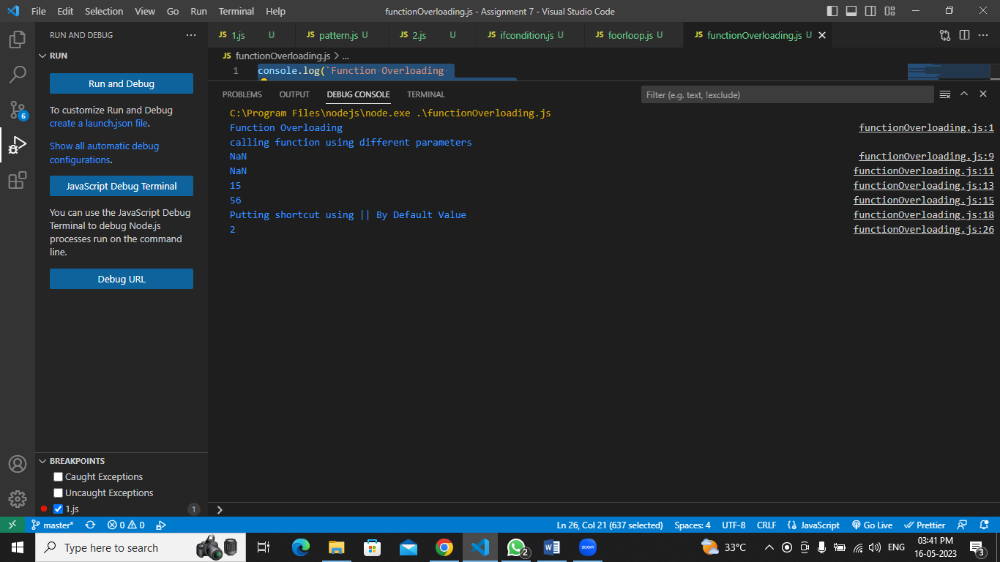 File Edit Selection View Go Run Terminal Help
functionOverloading.js - Assignment 7 - Visual Studio Code
RUN AND DEBUG
RUN
Run and Debug
To customize Run and Debug
create a launch.json file.
Show all automatic debug
configurations.
JavaScript Debug Terminal
You can use the JavaScript Debug
Terminal to debug Node.js
processes run on the command
line.
Debug URL
6
BREAKPOINTS
Caught Exceptions
Uncaught Exceptions
1.js 1
JS 1.js U JS pattern.js U JS 2.js U JS ifcondition.js U JS foorloop.js U JS functionOverloading.js U
JS functionOverloading.js > ...
1 console.log(`Function Overloading
PROBLEMS OUTPUT DEBUG CONSOLE TERMINAL
Filter (e.g. text, !exclude)
C:\Program Files\nodejs\node.exe .\functionOverloading.js
Function Overloading functionOverloading.js:1
calling function using different parameters
NaN functionOverloading.js:9
NaN functionOverloading.js:11
15 functionOverloading.js:13
56 functionOverloading.js:15
Putting shortcut using || By Default Value functionOverloading.js:18
2 functionOverloading.js:26
master* 0 0
Ln 26, Col 21 (637 selected) Spaces: 4 UTF-8 CRLF JavaScript Go Live Prettier
Type here to search
2
W
zoom
33°C
ENG
03:41 PM
16-05-2023
3